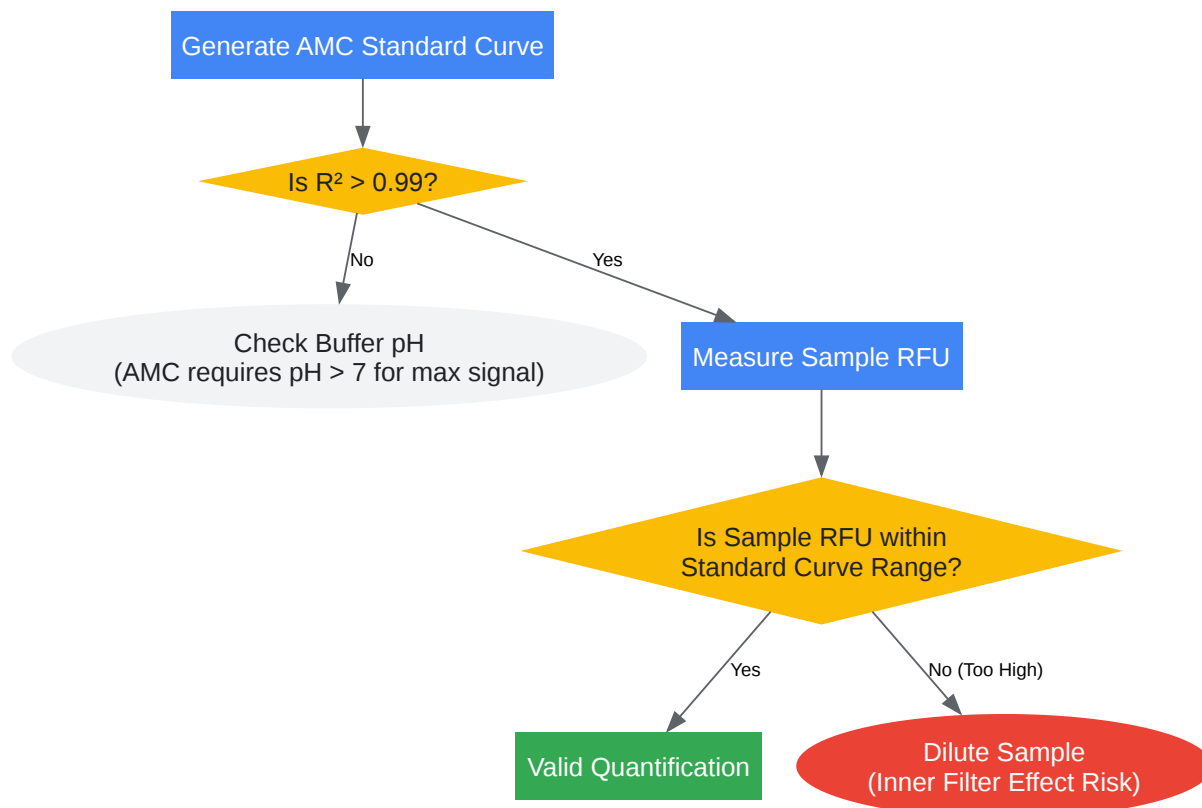 Generate AMC Standard Curve
Is R² > 0.99?
No
Yes
Check Buffer pH
(AMC requires pH > 7 for max signal)
Measure Sample RFU
Is Sample RFU within
Standard Curve Range?
Yes
No (Too High)
Valid Quantification
Dilute Sample
(Inner Filter Effect Risk)